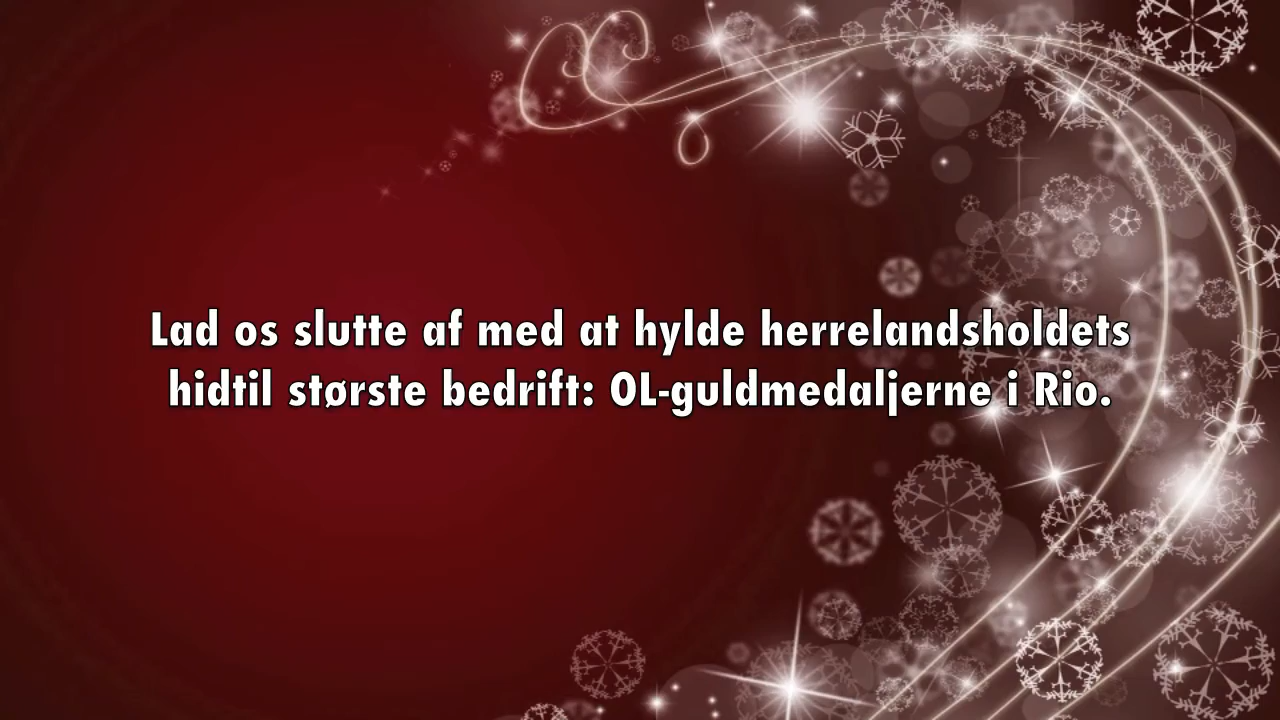 Lad os slutte af med at hylde herrelandsholdets
hidtil største bedrift: OL-guldmedaljerne i Rio.